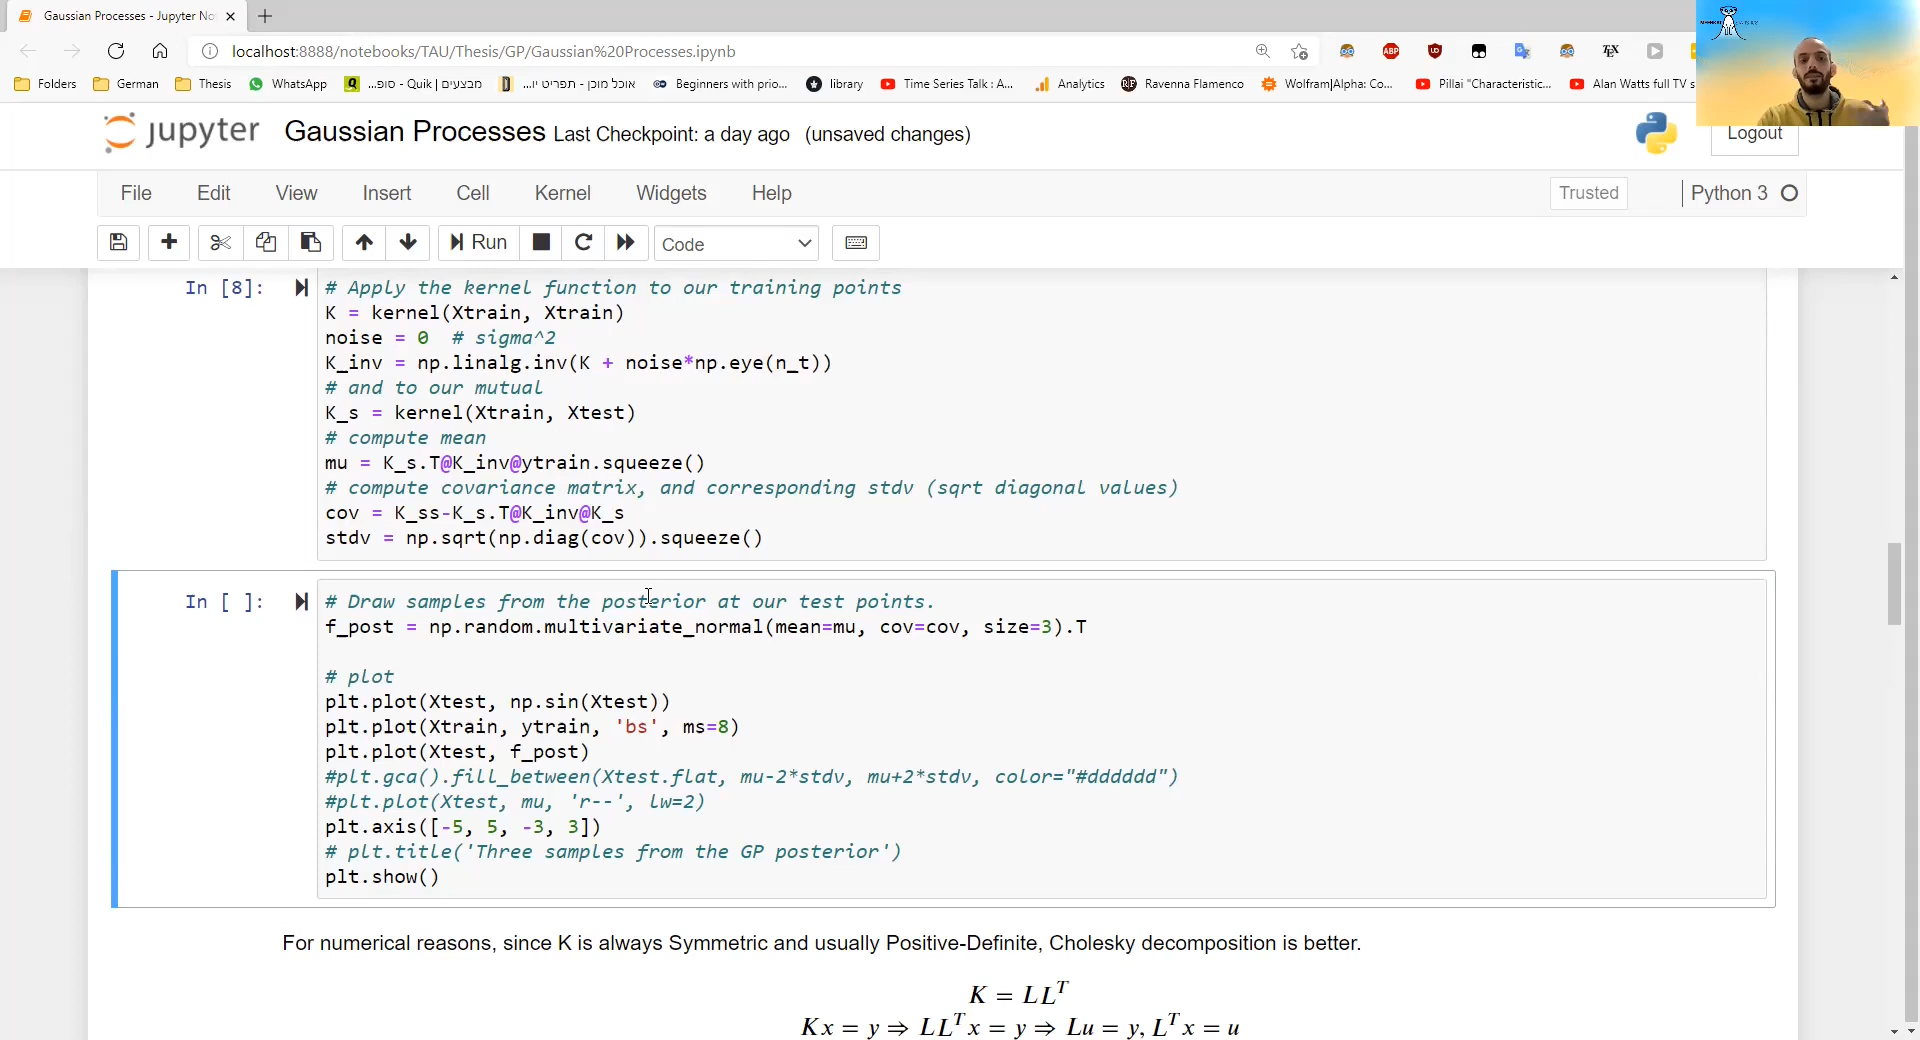 Gaussian Processes - Jupyter No
localhost:8888/notebooks/TAU/Thesis/GP/Gaussian%20Processes.ipynb
ABP
TEX
Folders German Thesis WhatsApp מבצעים | Quik - סופ... אוכל מוכן - תפריט יו... Beginners with prio... library Time Series Talk : A... Analytics Ravenna Flamenco Wolfram|Alpha: Co... Pillai "Characteristic... Alan Watts full TV s
jupyter Gaussian Processes Last Checkpoint: a day ago (unsaved changes)
Logout
File Edit View Insert Cell Kernel Widgets Help Trusted Python 3
Run Code
In [8]: # Apply the kernel function to our training points
K = kernel(Xtrain, Xtrain)
noise = 0  # sigma^2
K_inv = np.linalg.inv(K + noise*np.eye(n_t))
# and to our mutual
K_s = kernel(Xtrain, Xtest)
# compute mean
mu = K_s.T@K_inv@ytrain.squeeze()
# compute covariance matrix, and corresponding stdv (sqrt diagonal values)
cov = K_ss-K_s.T@K_inv@K_s
stdv = np.sqrt(np.diag(cov)).squeeze()
In [ ]: # Draw samples from the posterior at our test points.
f_post = np.random.multivariate_normal(mean=mu, cov=cov, size=3).T
# plot
plt.plot(Xtest, np.sin(Xtest))
plt.plot(Xtrain, ytrain, 'bs', ms=8)
plt.plot(Xtest, f_post)
#plt.gca().fill_between(Xtest.flat, mu-2*stdv, mu+2*stdv, color="#dddddd")
#plt.plot(Xtest, mu, 'r--', lw=2)
plt.axis([-5, 5, -3, 3])
# plt.title('Three samples from the GP posterior')
plt.show()
For numerical reasons, since K is always Symmetric and usually Positive-Definite, Cholesky decomposition is better.
K = LL^T
Kx = y ⇒ LL^T x = y ⇒ Lu = y, L^T x = u